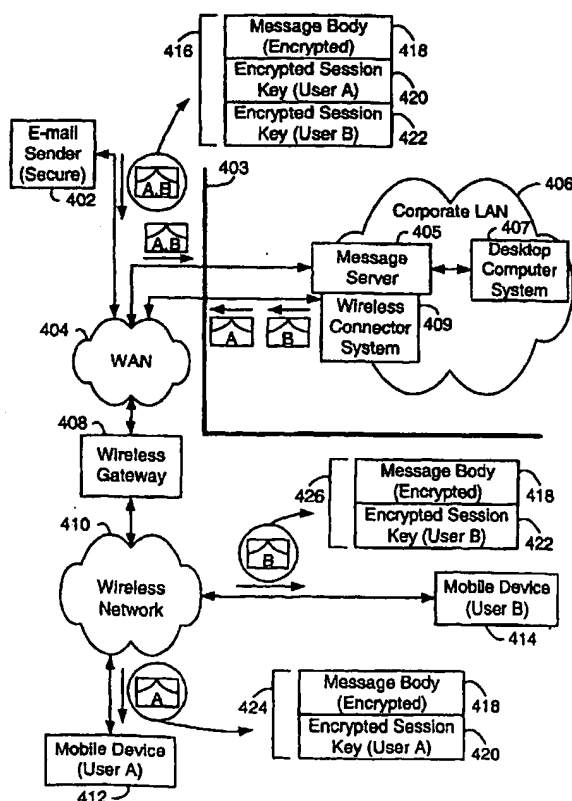 416
Message Body
(Encrypted)
418
Encrypted Session
Key (User A)
420
Encrypted Session
Key (User B)
422
E-mail
Sender
(Secure)
402
A,B
403
406
Corporate LAN
405
407
A,B
Message
Server
Desktop
Computer
System
Wireless
Connector
System
409
A
B
404
WAN
408
Wireless
Gateway
426
Message Body
(Encrypted)
418
Encrypted Session
Key (User B)
422
410
B
Wireless
Network
Mobile Device
(User B)
414
A
424
Message Body
(Encrypted)
418
Encrypted Session
Key (User A)
420
Mobile Device
(User A)
412